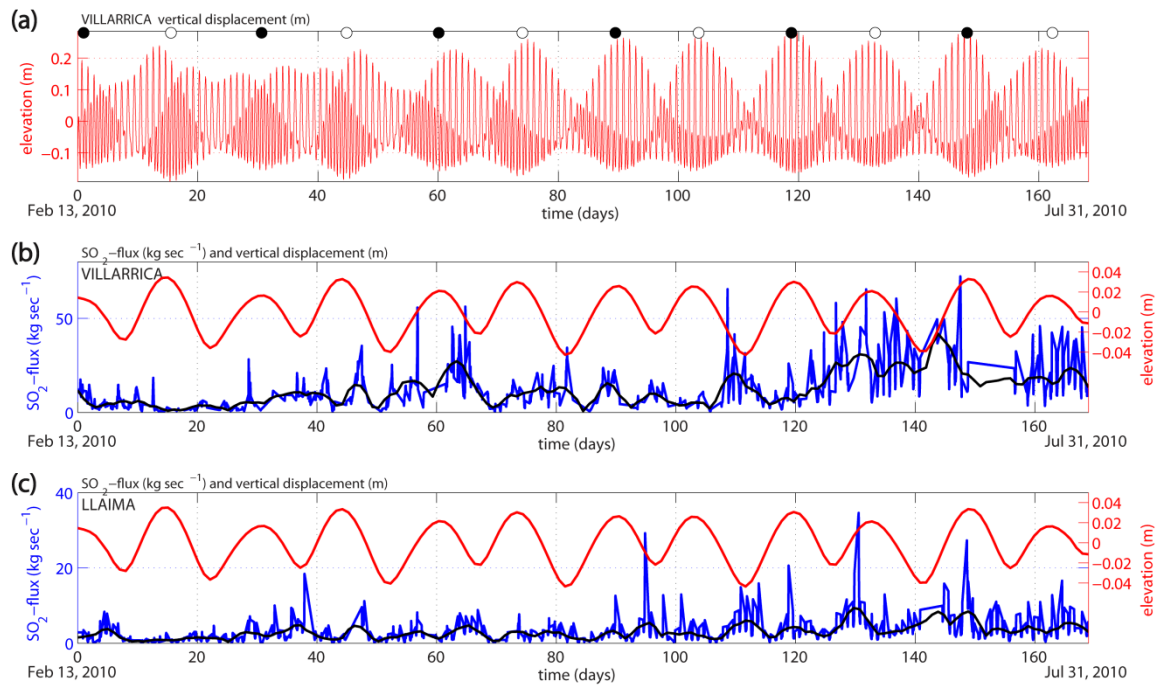 (a)
VILLARRICA vertical displacement (m)
elevation (m)
0.2
0.1
0
−0.1
0 20 40 60 80 100 120 140 160
Feb 13, 2010 time (days) Jul 31, 2010
(b)
SO2−flux (kg sec −1) and vertical displacement (m)
VILLARRICA
SO2−flux (kg sec−1)
50
0
0.04
0.02
0
−0.02
−0.04
elevation (m)
0 20 40 60 80 100 120 140 160
Feb 13, 2010 time (days) Jul 31, 2010
(c)
SO2−flux (kg sec −1) and vertical displacement (m)
LLAIMA
SO2−flux (kg sec−1)
40
20
0
0.04
0.02
0
−0.02
−0.04
elevation (m)
0 20 40 60 80 100 120 140 160
Feb 13, 2010 time (days) Jul 31, 2010